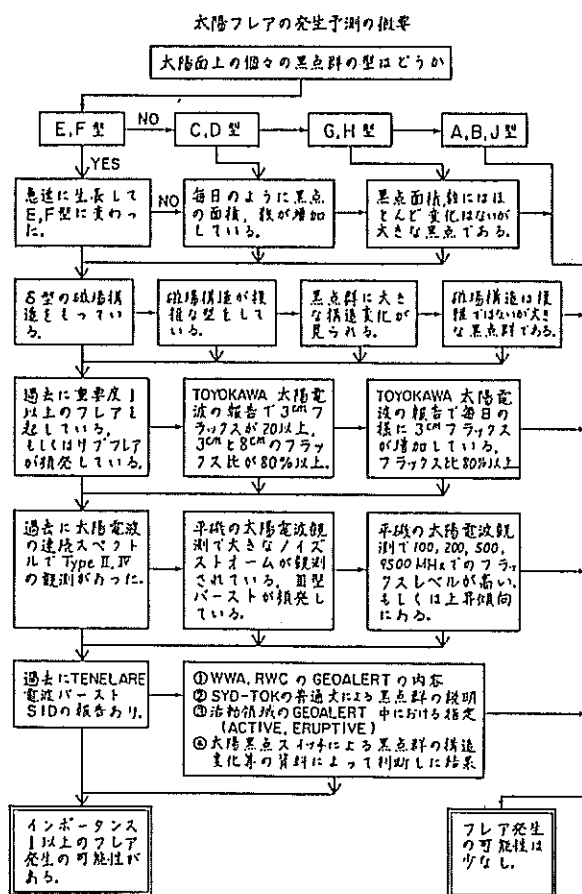 太陽フレアの発生予測の概要
太陽面上の個々の黒点群の型はどうか
E,F 型
NO
C,D 型
G,H 型
A,B,J 型
YES
急速に生長して
E,F型に変わっ
た。
NO
毎日のように黒点
の面積,数が増加
している。
黒点面積,数にはほ
とんど変化はないが
大きな黒点である。
δ型の磁場構
造をもってい
る。
磁場構造が複
雑な型をして
いる。
黒点群に大き
な構造変化が
見られる。
磁場構造は複
雑ではないが大き
な黒点群である。
過去に重要度1
以上のフレアを
起している。
もしくはサブフレア
が頻発している。
TOYOKAWA 太陽電
波の報告で3cmフ
ラックスが20以上,
3cmと8cmのフラッ
クス比が80%以上。
TOYOKAWA 太陽電
波の報告で毎日の
様に3cmフラックス
が増加している。
フラックス比80%以上
過去に太陽電波
の連続スペクト
ルでType II,IV
の観測があった。
平磯の太陽電波観
測で大きなノイズ
ストオームが観測
されている。III型
バーストが頻発し
ている。
平磯の太陽電波観
測で100,200,500,
9500MHzでのフラッ
クスレベルが高い,
もしくは上昇傾向
にある。
過去にTENELARE
電波バースト
SIDの報告あり。
①WWA, RWC のGEOALERTの内容
②SYD-TOKの普通文による黒点群の説明
③活動領域のGEOALERT 中における指定
(ACTIVE, ERUPTIVE)
④太陽黒点スイッチによる黒点群の構造
変化等の資料によって判断した結果
インポータンス
1以上のフレア
発生の可能性が
ある。
フレア発生
の可能性は
少なし。